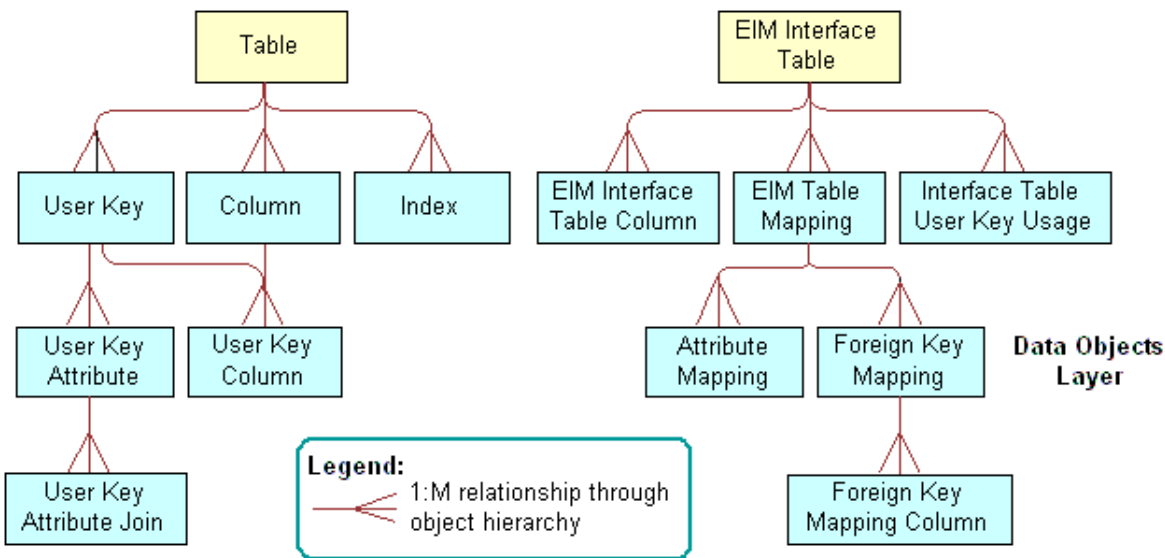 Table
EIM Interface
Table
User Key
Column
Index
EIM Interface
Table Column
EIM Table
Mapping
Interface Table
User Key Usage
User Key
Attribute
User Key
Column
Attribute
Mapping
Foreign Key
Mapping
Data Objects
Layer
User Key
Attribute Join
Legend:
1:M relationship through
object hierarchy
Foreign Key
Mapping Column